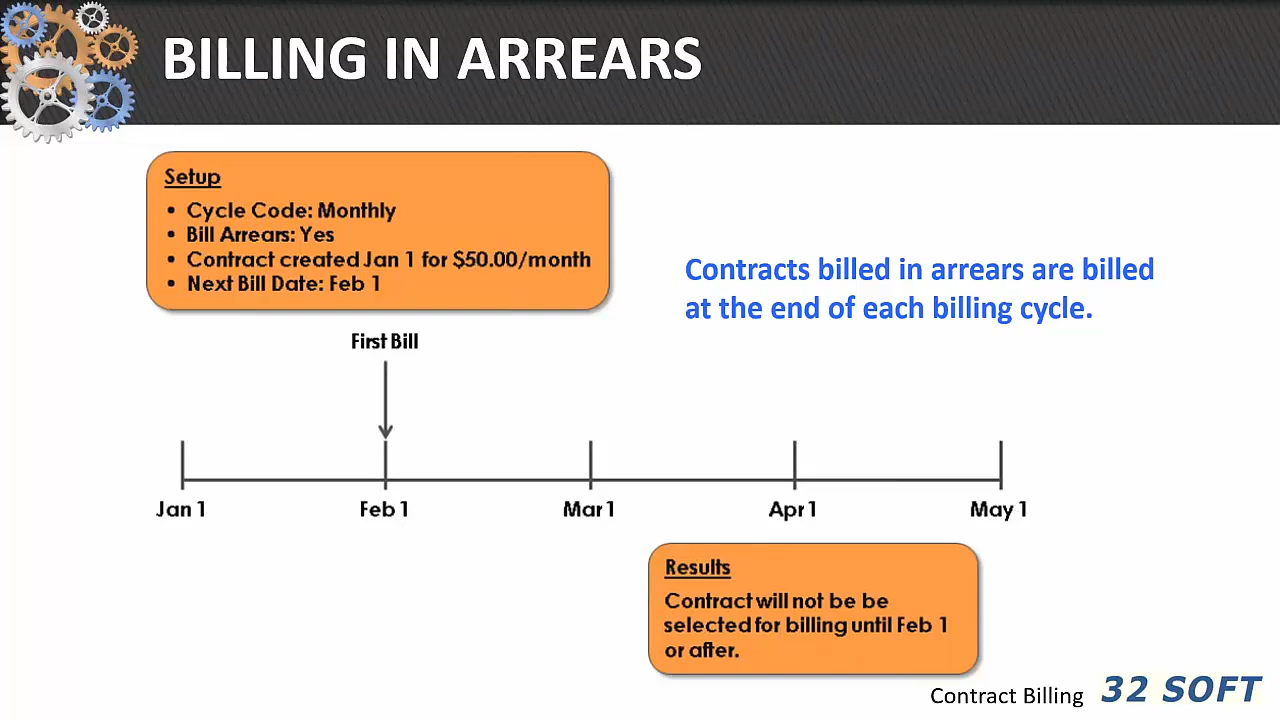 BILLING IN ARREARS
Setup
• Cycle Code: Monthly
• Bill Arrears: Yes
• Contract created Jan 1 for $50.00/month
• Next Bill Date: Feb 1
Contracts billed in arrears are billed
at the end of each billing cycle.
First Bill
Jan 1
Feb 1
Mar 1
Apr 1
May 1
Results
Contract will not be be
selected for billing until Feb 1
or after.
Contract Billing
32 SOFT